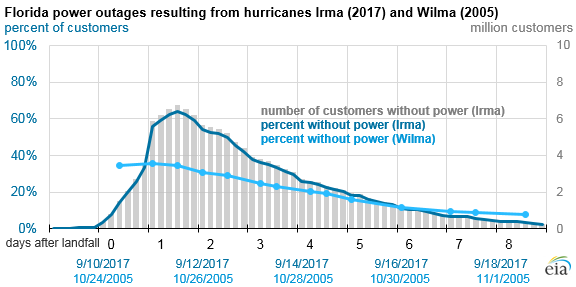 Florida power outages resulting from hurricanes Irma (2017) and Wilma (2005)
percent of customers million customers
100% 10
80% 8
number of customers without power (Irma)
percent without power (Irma)
percent without power (Wilma)
60% 6
40% 4
20% 2
0% 0
days after landfall 0 1 2 3 4 5 6 7 8
9/10/2017 9/12/2017 9/14/2017 9/16/2017 9/18/2017
10/24/2005 10/26/2005 10/28/2005 10/30/2005 11/1/2005
eia